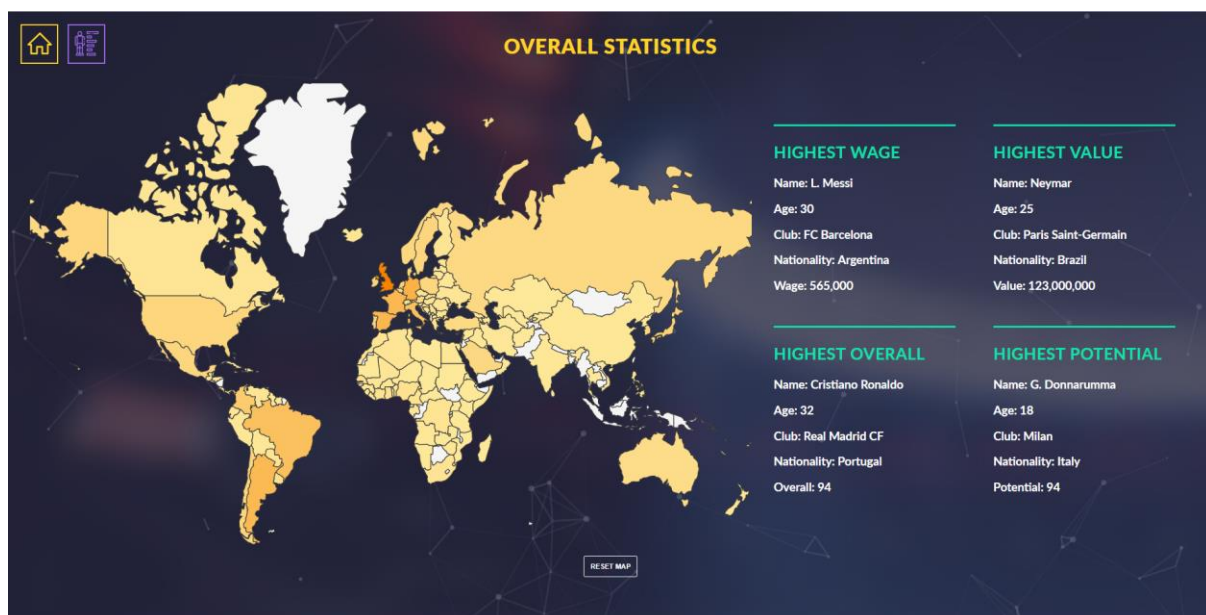 OVERALL STATISTICS
HIGHEST WAGE
Name: L. Messi
Age: 30
Club: FC Barcelona
Nationality: Argentina
Wage: 565,000
HIGHEST VALUE
Name: Neymar
Age: 25
Club: Paris Saint-Germain
Nationality: Brazil
Value: 123,000,000
HIGHEST OVERALL
Name: Cristiano Ronaldo
Age: 32
Club: Real Madrid CF
Nationality: Portugal
Overall: 94
HIGHEST POTENTIAL
Name: G. Donnarumma
Age: 18
Club: Milan
Nationality: Italy
Potential: 94
RESET MAP